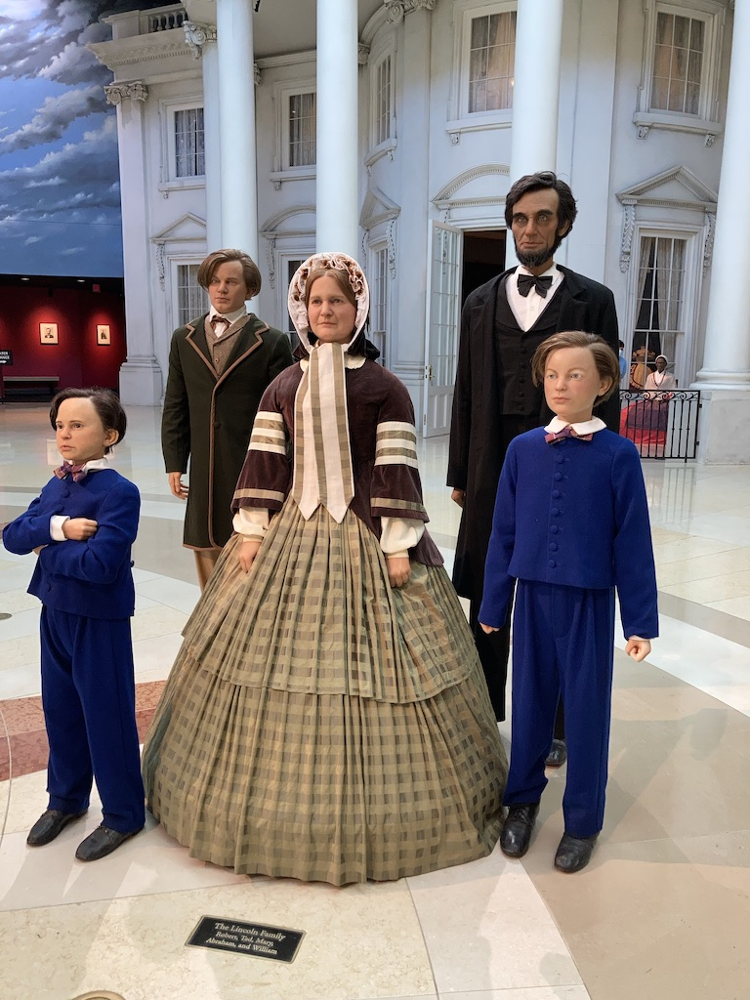 The Lincoln Family
Robert, Tad, Mary,
Abraham, and William